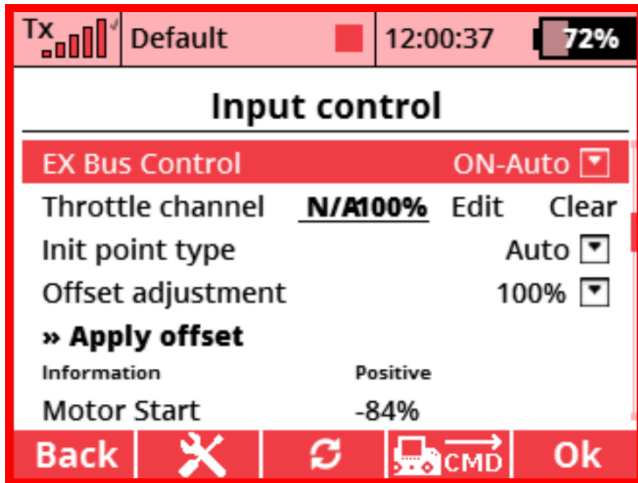 Tx Default 12:00:37 72%
Input control
EX Bus Control ON-Auto
Throttle channel N/A100% Edit Clear
Init point type Auto
Offset adjustment 100%
» Apply offset
Information Positive
Motor Start -84%
Back CMD Ok